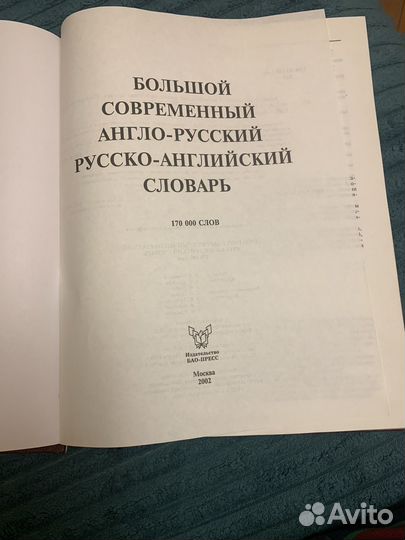 БОЛЬШОЙ
СОВРЕМЕННЫЙ
АНГЛО-РУССКИЙ
РУССКО-АНГЛИЙСКИЙ
СЛОВАРЬ
170 000 СЛОВ
Издательство
БАО-ПРЕСС
Москва
2002
Avito